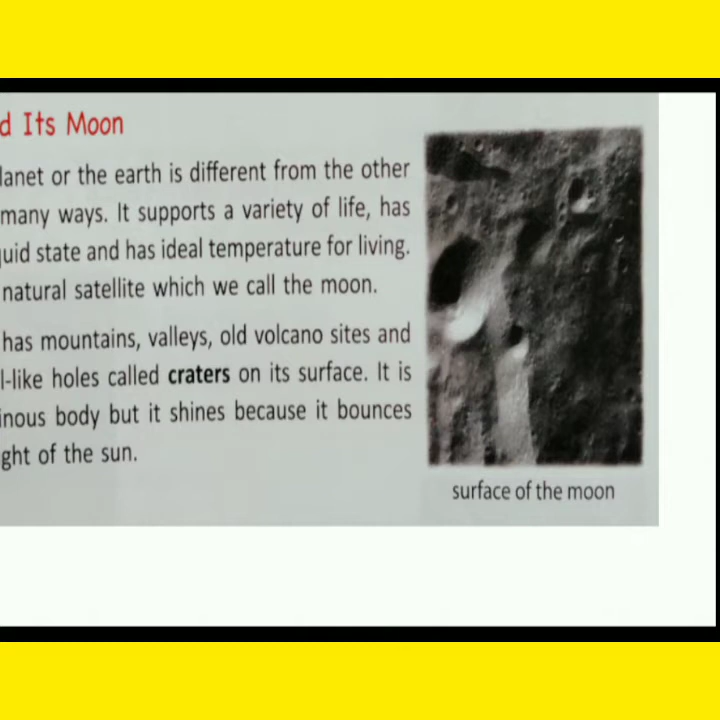 d Its Moon
lanet or the earth is different from the other
many ways. It supports a variety of life, has
quid state and has ideal temperature for living.
natural satellite which we call the moon.
has mountains, valleys, old volcano sites and
l-like holes called craters on its surface. It is
inous body but it shines because it bounces
ght of the sun.
surface of the moon